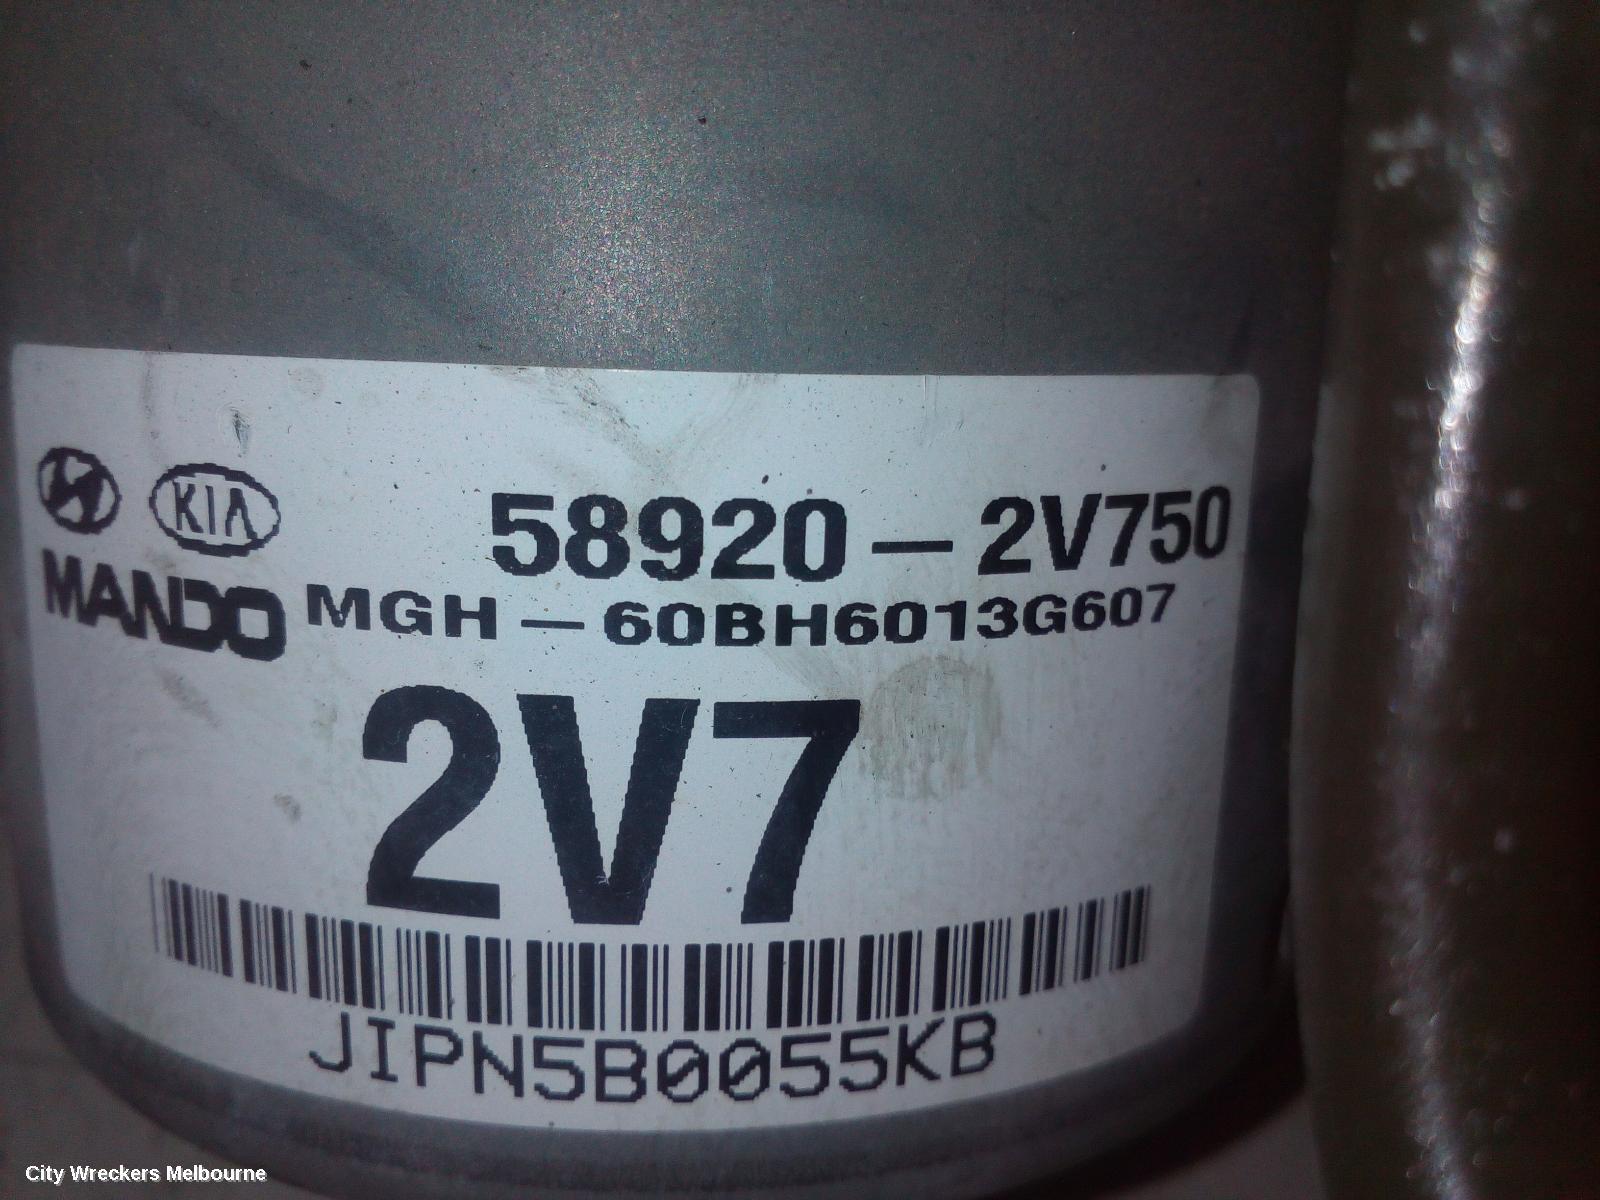 58920-2V750
KIA
MANDO MGH-60BH6013G607
2V7
JIPN5B0055KB
City Wreckers Melbourne